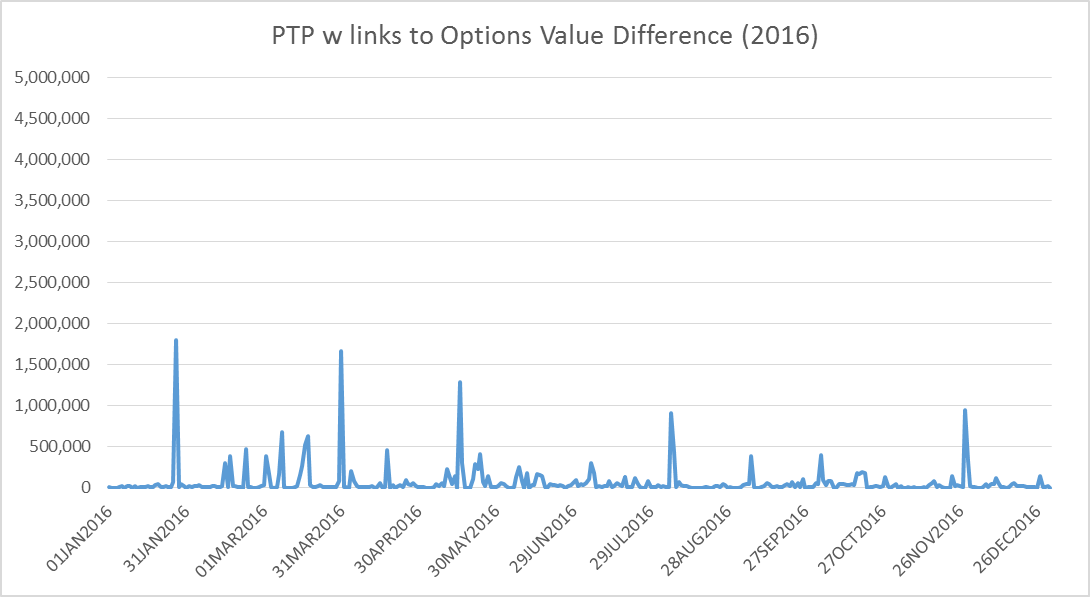 PTP w links to Options Value Difference (2016)
5,000,000
4,500,000
4,000,000
3,500,000
3,000,000
2,500,000
2,000,000
1,500,000
1,000,000
500,000
0
01JAN2016
31JAN2016
01MAR2016
31MAR2016
30APR2016
30MAY2016
29JUN2016
29JUL2016
28AUG2016
27SEP2016
27OCT2016
26NOV2016
26DEC2016